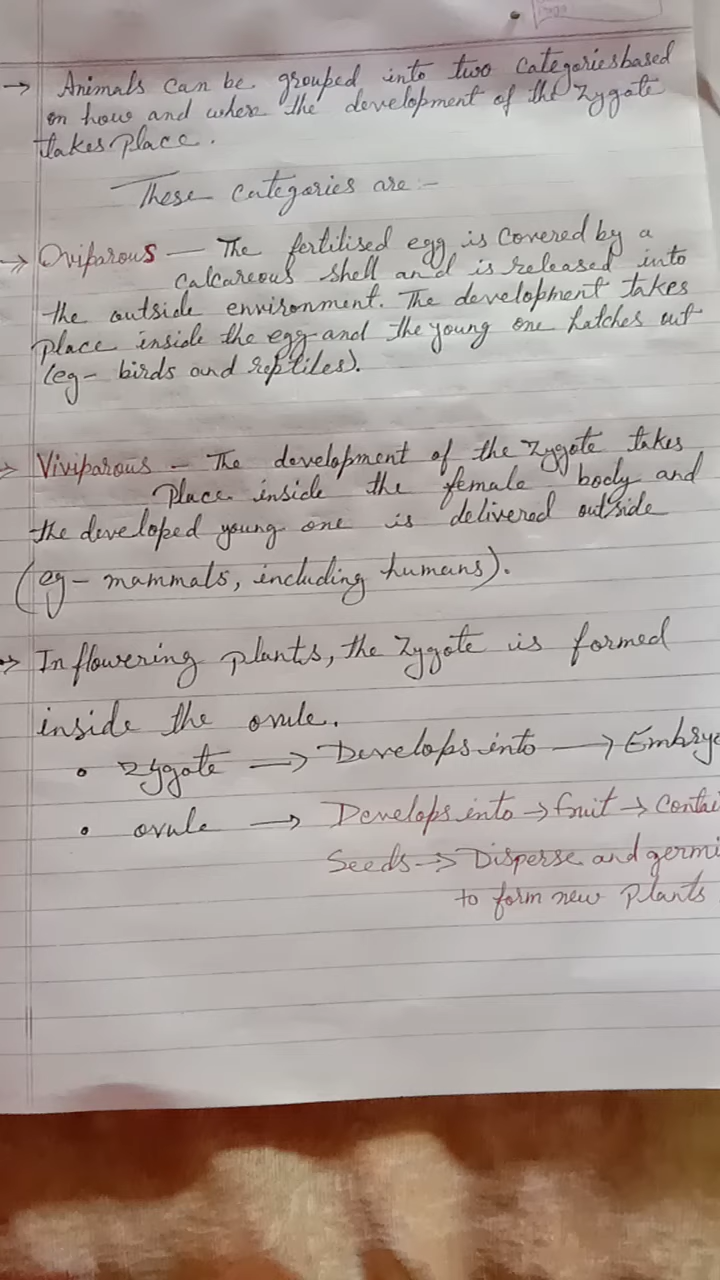 → Animals can be grouped into two categories based
on how and where the development of the zygote
takes place.
These categories are :-
→ Oviparous — The fertilised egg is covered by a
calcareous shell and is released into
the outside environment. The development takes
place inside the egg and the young one hatches out
(eg- birds and reptiles).
→ Viviparous - The development of the zygote takes
place inside the female body and
the developed young one is delivered outside
(eg- mammals, including humans).
→ In flowering plants, the zygote is formed
inside the ovule.
• zygote → Develops into → Embryo
• ovule → Develops into → fruit → Contai
Seeds → Disperse and germi
to form new plants